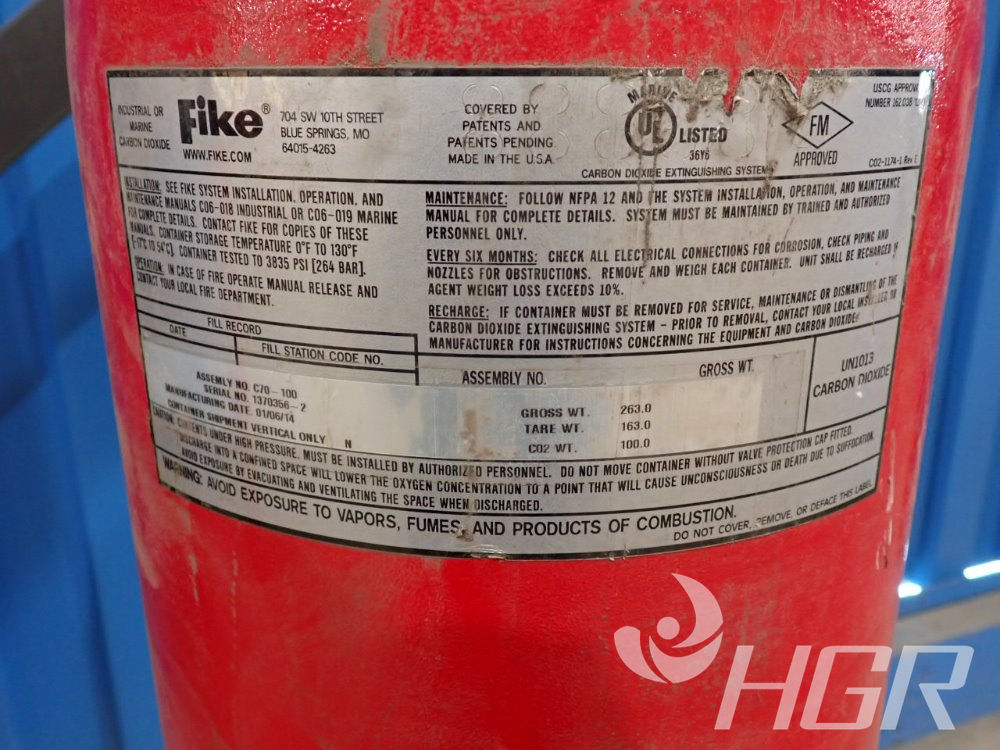 INDUSTRIAL OR
MARINE
CARBON DIOXIDE
Fike®
WWW.FIKE.COM
704 SW 10TH STREET
BLUE SPRINGS, MO
64015-4263
COVERED BY
PATENTS AND
PATENTS PENDING
MADE IN THE U.S.A
MARINE
UL
LISTED
36Y6
CARBON DIOXIDE EXTINGUISHING SYSTEM
FM
APPROVED
USCG APPROVAL
NUMBER 162.038
C02-1174-1 Rev E
INSTALLATION: SEE FIKE SYSTEM INSTALLATION, OPERATION, AND
MAINTENANCE MANUALS C06-018 INDUSTRIAL OR C06-019 MARINE
FOR COMPLETE DETAILS. CONTACT FIKE FOR COPIES OF THESE
MANUALS. CONTAINER STORAGE TEMPERATURE 0°F TO 130°F
[-17°C TO 54°C]. CONTAINER TESTED TO 3835 PSI [264 BAR].
OPERATION: IN CASE OF FIRE OPERATE MANUAL RELEASE AND
CONTACT YOUR LOCAL FIRE DEPARTMENT.
MAINTENANCE: FOLLOW NFPA 12 AND THE SYSTEM INSTALLATION, OPERATION, AND MAINTENANCE
MANUAL FOR COMPLETE DETAILS. SYSTEM MUST BE MAINTAINED BY TRAINED AND AUTHORIZED
PERSONNEL ONLY.
EVERY SIX MONTHS: CHECK ALL ELECTRICAL CONNECTIONS FOR CORROSION, CHECK PIPING AND
NOZZLES FOR OBSTRUCTIONS. REMOVE AND WEIGH EACH CONTAINER. UNIT SHALL BE RECHARGED IF
AGENT WEIGHT LOSS EXCEEDS 10%.
RECHARGE: IF CONTAINER MUST BE REMOVED FOR SERVICE, MAINTENANCE OR DISMANTLING OF THE
CARBON DIOXIDE EXTINGUISHING SYSTEM - PRIOR TO REMOVAL, CONTACT YOUR LOCAL INSTALLER OR
MANUFACTURER FOR INSTRUCTIONS CONCERNING THE EQUIPMENT AND CARBON DIOXIDE.
FILL RECORD
DATE
FILL STATION CODE NO.
ASSEMBLY NO.
GROSS WT.
UN1013
CARBON DIOXIDE
ASSEMLY NO. C70-100
SERIAL NO. 1370356-2
MANUFACTURING DATE. 01/06/14
CONTAINER SHIPMENT VERTICAL ONLY N
GROSS WT. 263.0
TARE WT. 163.0
CO2 WT. 100.0
CAUTION: CONTENTS UNDER HIGH PRESSURE. MUST BE INSTALLED BY AUTHORIZED PERSONNEL. DO NOT MOVE CONTAINER WITHOUT VALVE PROTECTION CAP FITTED.
DISCHARGE INTO A CONFINED SPACE WILL LOWER THE OXYGEN CONCENTRATION TO A POINT THAT WILL CAUSE UNCONSCIOUSNESS OR DEATH DUE TO SUFFOCATION.
AVOID EXPOSURE BY EVACUATING AND VENTILATING THE SPACE WHEN DISCHARGED.
WARNING: AVOID EXPOSURE TO VAPORS, FUMES, AND PRODUCTS OF COMBUSTION.
DO NOT COVER, REMOVE, OR DEFACE THIS LABEL
HGR